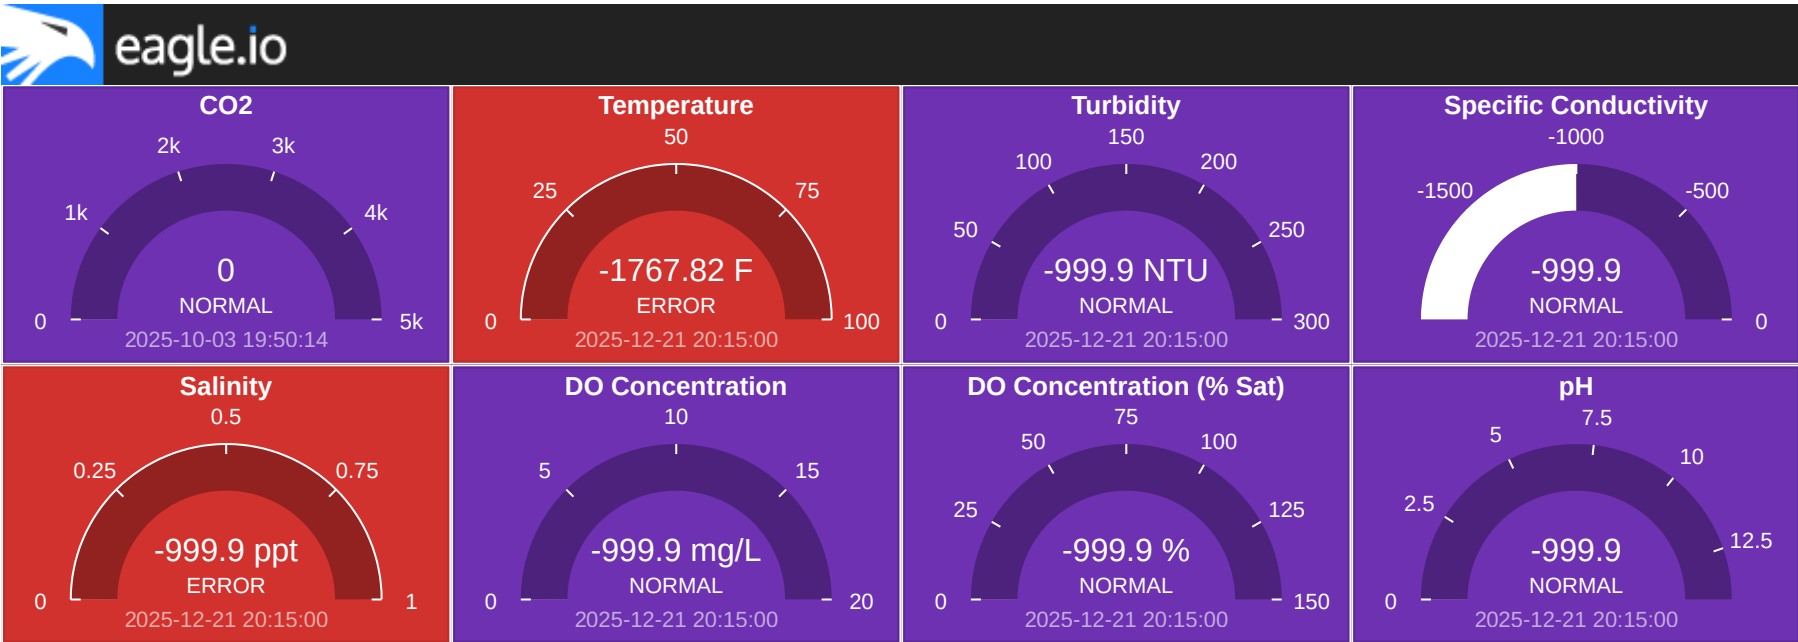 eagle.io
CO2
0
1k
2k
3k
4k
5k
0
NORMAL
2025-10-03 19:50:14
Temperature
0
25
50
75
100
-1767.82 F
ERROR
2025-12-21 20:15:00
Turbidity
0
50
100
150
200
250
300
-999.9 NTU
NORMAL
2025-12-21 20:15:00
Specific Conductivity
-1500
-1000
-500
0
-999.9
NORMAL
2025-12-21 20:15:00
Salinity
0
0.25
0.5
0.75
1
-999.9 ppt
ERROR
2025-12-21 20:15:00
DO Concentration
0
5
10
15
20
-999.9 mg/L
NORMAL
2025-12-21 20:15:00
DO Concentration (% Sat)
0
25
50
75
100
125
150
-999.9 %
NORMAL
2025-12-21 20:15:00
pH
0
2.5
5
7.5
10
12.5
-999.9
NORMAL
2025-12-21 20:15:00